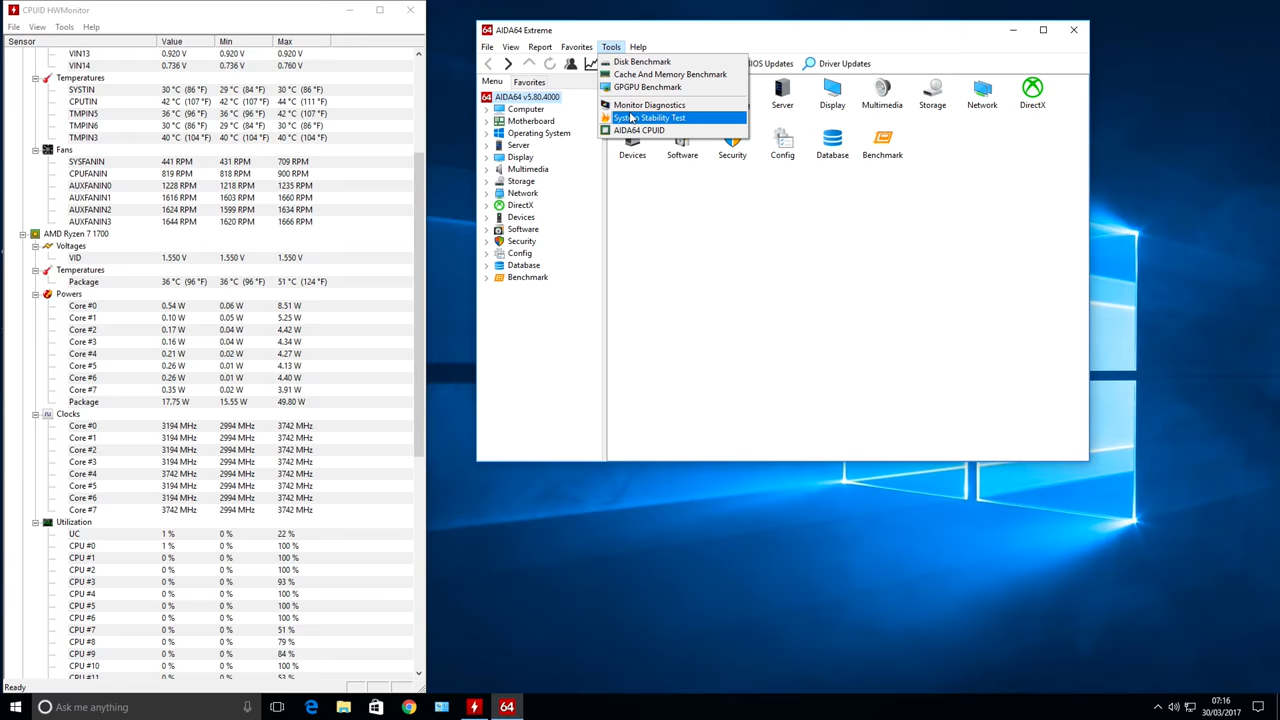 CPUID HWMonitor
File View Tools Help
Sensor Value Min Max
VIN13 0.920 V 0.920 V 0.920 V
VIN14 0.736 V 0.736 V 0.760 V
Temperatures
SYSTIN 30 °C (86 °F) 29 °C (84 °F) 30 °C (86 °F)
CPUTIN 42 °C (107 °F) 42 °C (107 °F) 44 °C (111 °F)
TMPIN5 30 °C (86 °F) 29 °C (84 °F) 30 °C (86 °F)
TMPIN6 30 °C (86 °F) 29 °C (84 °F) 30 °C (86 °F)
TMPIN3 40 °C (104 °F) 40 °C (104 °F) 40 °C (104 °F)
Fans
SYSFANIN 441 RPM 431 RPM 709 RPM
CPUFANIN 819 RPM 818 RPM 900 RPM
AUXFANIN0 1228 RPM 1218 RPM 1235 RPM
AUXFANIN1 1616 RPM 1603 RPM 1660 RPM
AUXFANIN2 1624 RPM 1599 RPM 1634 RPM
AUXFANIN3 1644 RPM 1620 RPM 1666 RPM
AMD Ryzen 7 1700
Voltages
VID 1.550 V 1.550 V 1.550 V
Temperatures
Package 36 °C (96 °F) 36 °C (96 °F) 51 °C (124 °F)
Powers
Core #0 0.54 W 0.06 W 8.51 W
Core #1 0.10 W 0.05 W 5.25 W
Core #2 0.17 W 0.04 W 4.42 W
Core #3 0.16 W 0.04 W 4.34 W
Core #4 0.21 W 0.02 W 4.27 W
Core #5 0.26 W 0.01 W 4.13 W
Core #6 0.26 W 0.01 W 4.40 W
Core #7 0.35 W 0.02 W 3.91 W
Package 17.75 W 15.55 W 49.80 W
Clocks
Core #0 3194 MHz 2994 MHz 3742 MHz
Core #1 3194 MHz 2994 MHz 3742 MHz
Core #2 3194 MHz 2994 MHz 3742 MHz
Core #3 3194 MHz 2994 MHz 3742 MHz
Core #4 3742 MHz 2994 MHz 3742 MHz
Core #5 3742 MHz 2994 MHz 3742 MHz
Core #6 3742 MHz 2994 MHz 3742 MHz
Core #7 3742 MHz 2994 MHz 3742 MHz
Utilization
UC 1 % 0 % 22 %
CPU #0 1 % 0 % 100 %
CPU #1 0 % 0 % 100 %
CPU #2 0 % 0 % 100 %
CPU #3 0 % 0 % 93 %
CPU #4 0 % 0 % 100 %
CPU #5 0 % 0 % 100 %
CPU #6 0 % 0 % 100 %
CPU #7 0 % 0 % 51 %
CPU #8 0 % 0 % 79 %
CPU #9 0 % 0 % 84 %
CPU #10 0 % 0 % 100 %
CPU #11 0 % 0 % 53 %
Ready
64 AIDA64 Extreme
File View Report Favorites Tools Help
IOS Updates Driver Updates
Disk Benchmark
Cache And Memory Benchmark
GPGPU Benchmark
Monitor Diagnostics
System Stability Test
AIDA64 CPUID
Menu Favorites
64 AIDA64 v5.80.4000
Computer
Motherboard
Operating System
Server
Display
Multimedia
Storage
Network
DirectX
Devices
Software
Security
Config
Database
Benchmark
Server Display Multimedia Storage Network DirectX
Devices Software Security Config Database Benchmark
Ask me anything
64
07:16
30/03/2017